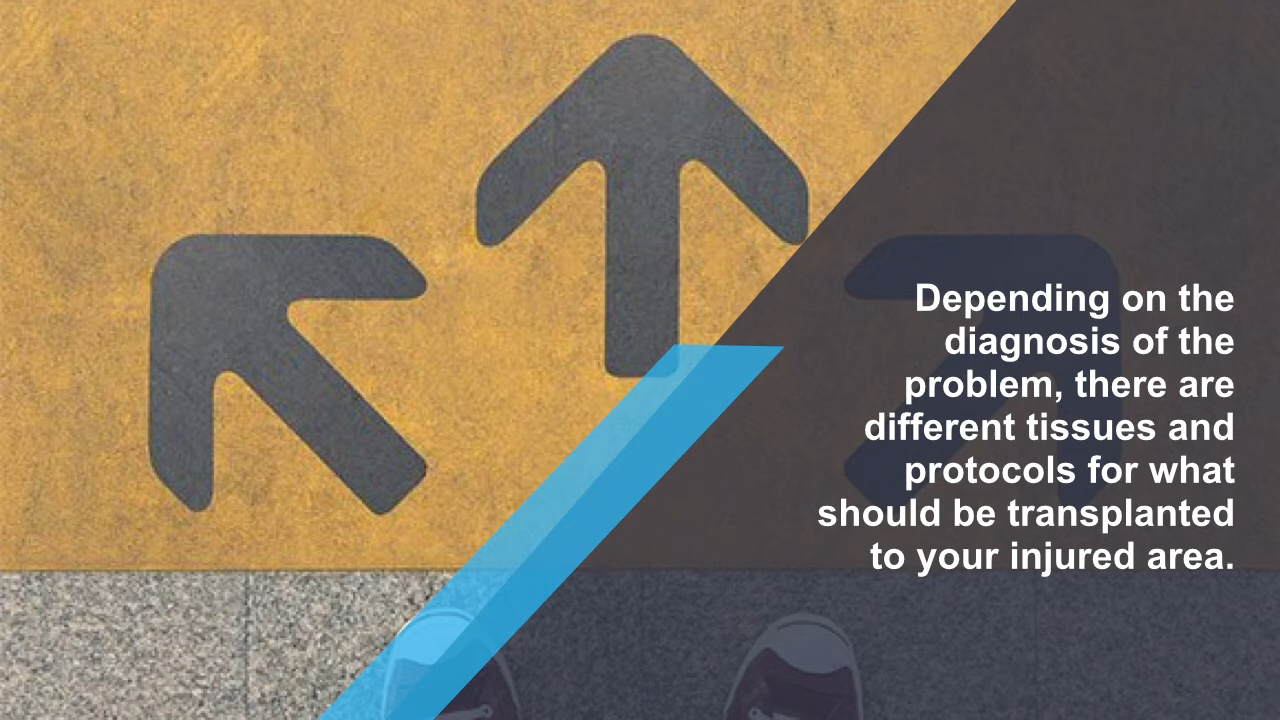 Depending on the
diagnosis of the
problem, there are
different tissues and
protocols for what
should be transplanted
to your injured area.